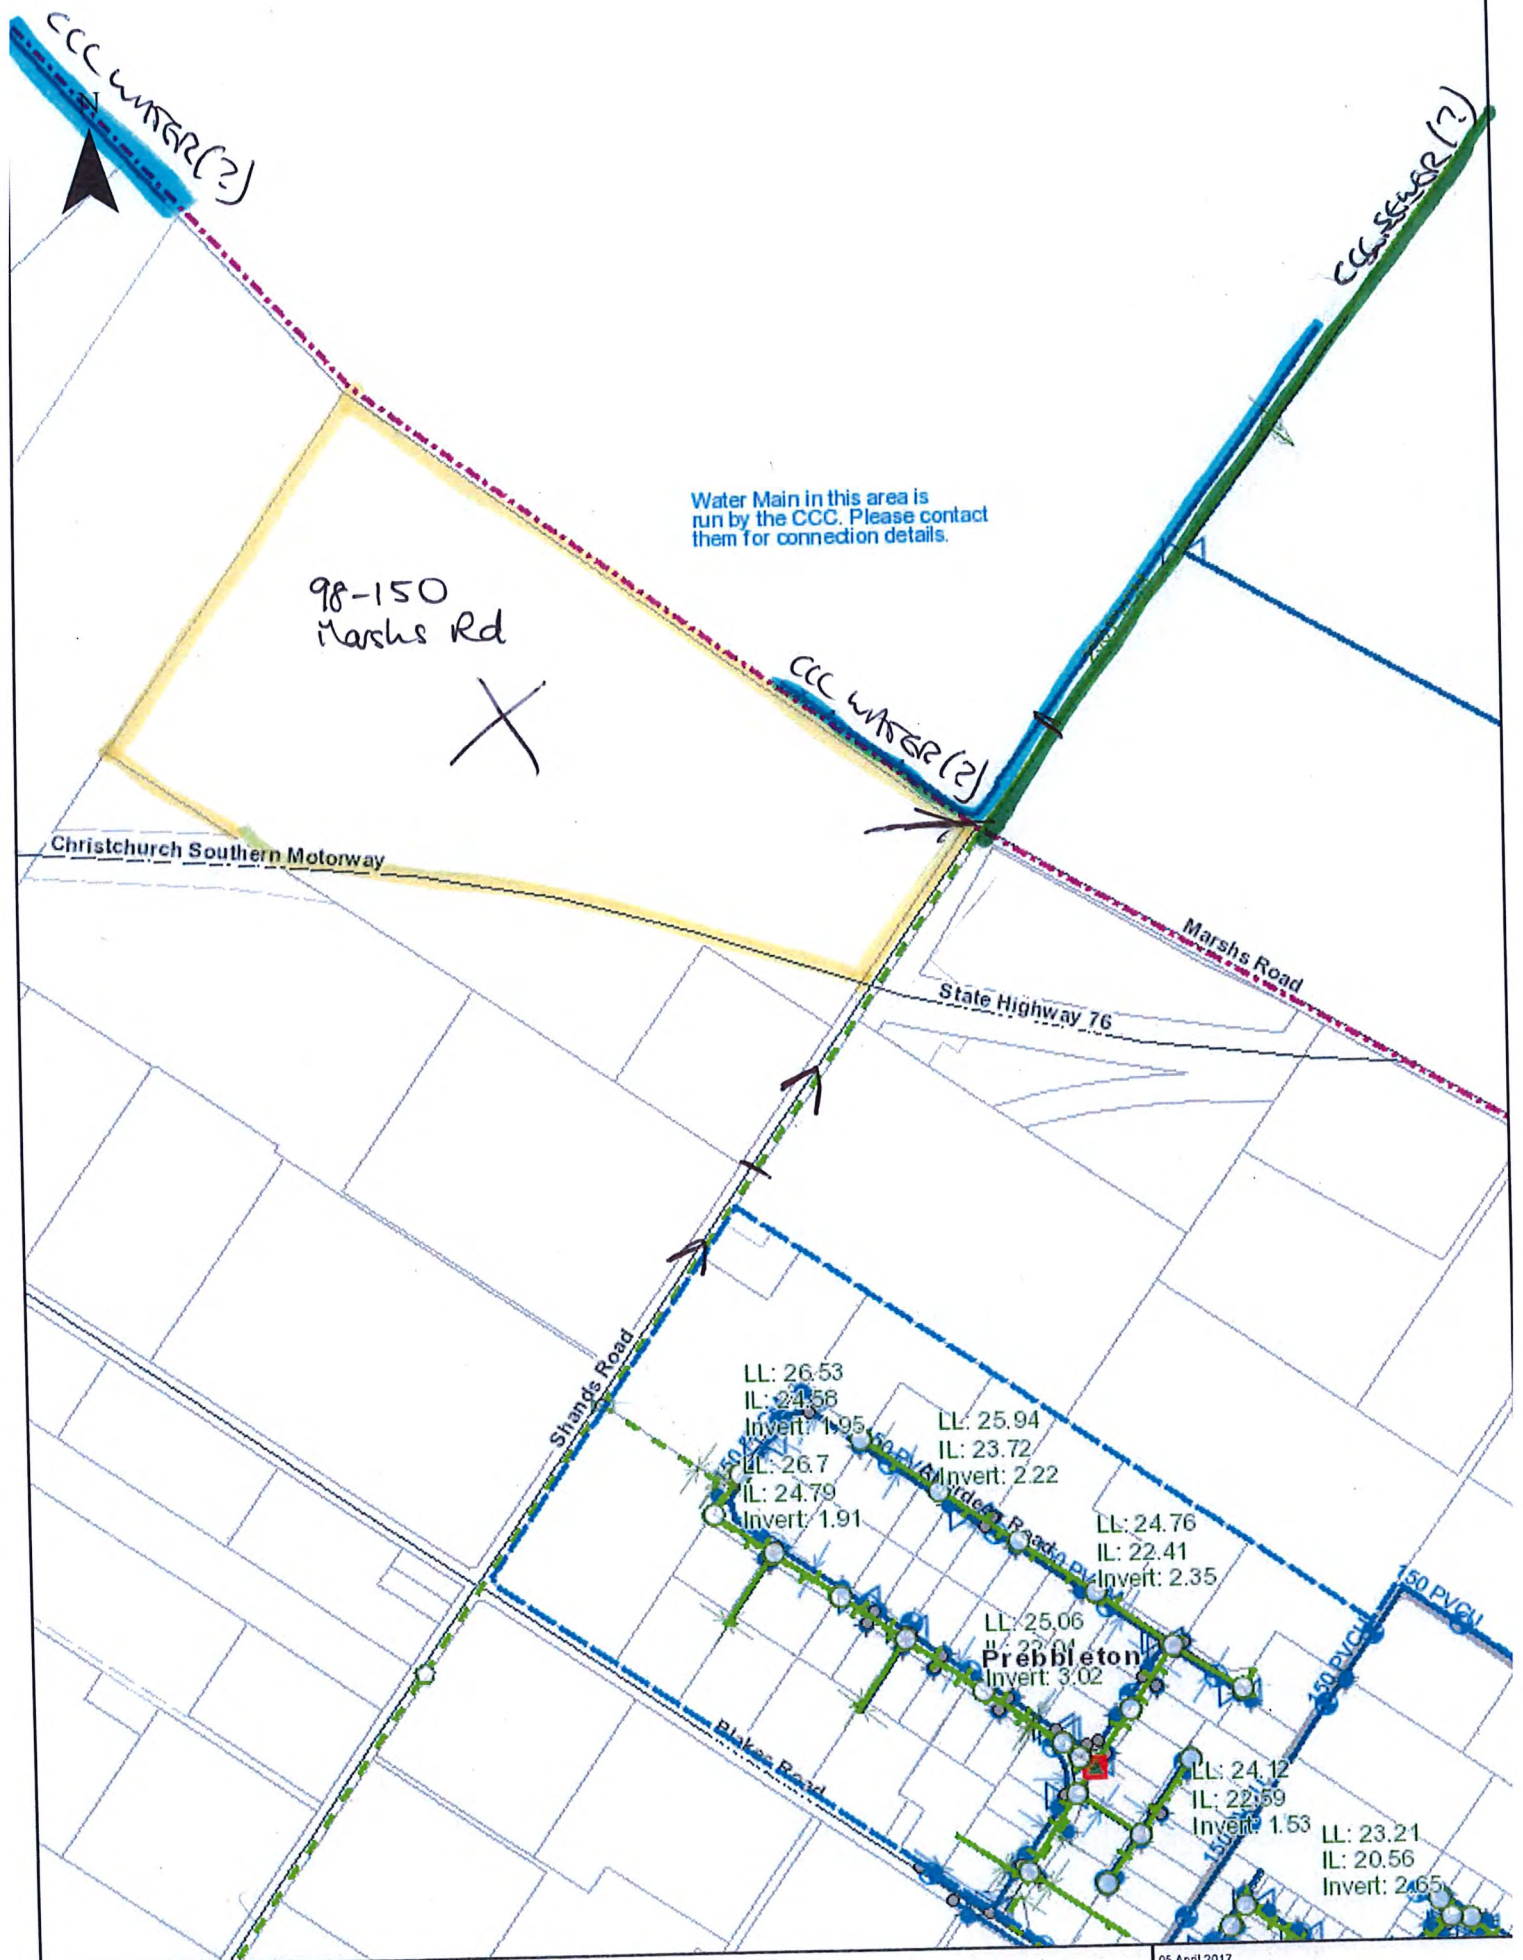 CCC WATER(?)
N
CCC SEWER(?)
Water Main in this area is
run by the CCC. Please contact
them for connection details.
98-150
Marshs Rd
CCC WATER(?)
Christchurch Southern Motorway
Marshs Road
State Highway 76
Shands Road
LL: 26.53
IL: 24.58
Invert: 1.95
LL: 25.94
IL: 23.72
Invert: 2.22
LL: 26.7
IL: 24.79
Invert: 1.91
Road
LL: 24.76
IL: 22.41
Invert: 2.35
150 PVCU
LL: 25.06
Prebbleton
Invert: 3.02
150 PVCU
Blakes Road
LL: 24.12
IL: 22.59
Invert: 1.53
LL: 23.21
IL: 20.56
Invert: 2.65
05 April 2017